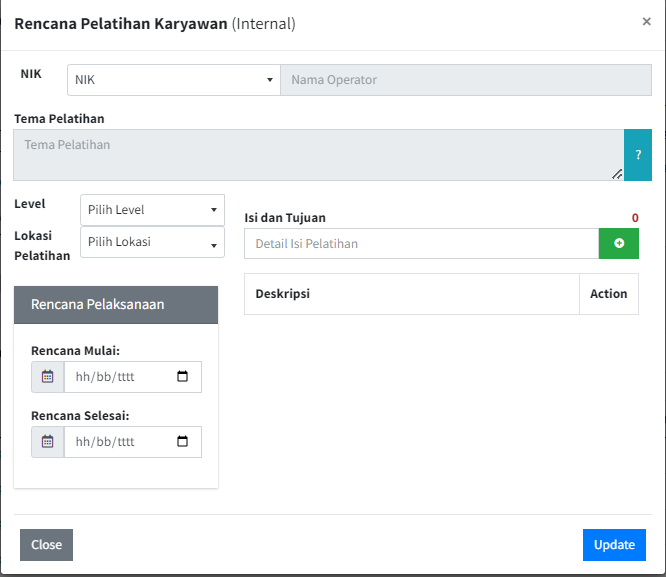 Rencana Pelatihan Karyawan (Internal) ×
NIK NIK Nama Operator
Tema Pelatihan
Tema Pelatihan ?
Level Pilih Level
Lokasi Pelatihan Pilih Lokasi
Isi dan Tujuan 0
Detail Isi Pelatihan
Deskripsi Action
Rencana Pelaksanaan
Rencana Mulai:
hh/bb/tttt
Rencana Selesai:
hh/bb/tttt
Close Update